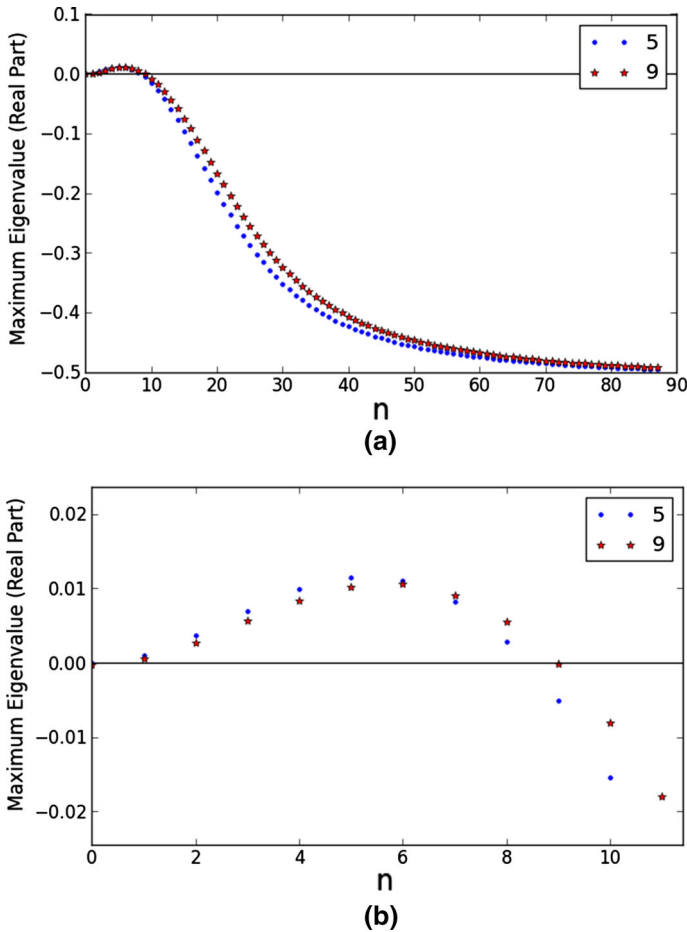 0.1
0.0
−0.1
−0.2
−0.3
−0.4
−0.5
Maximum Eigenvalue (Real Part)
5
9
0 10 20 30 40 50 60 70 80 90
n
(a)
0.02
0.01
0.00
−0.01
−0.02
Maximum Eigenvalue (Real Part)
5
9
0 2 4 6 8 10
n
(b)